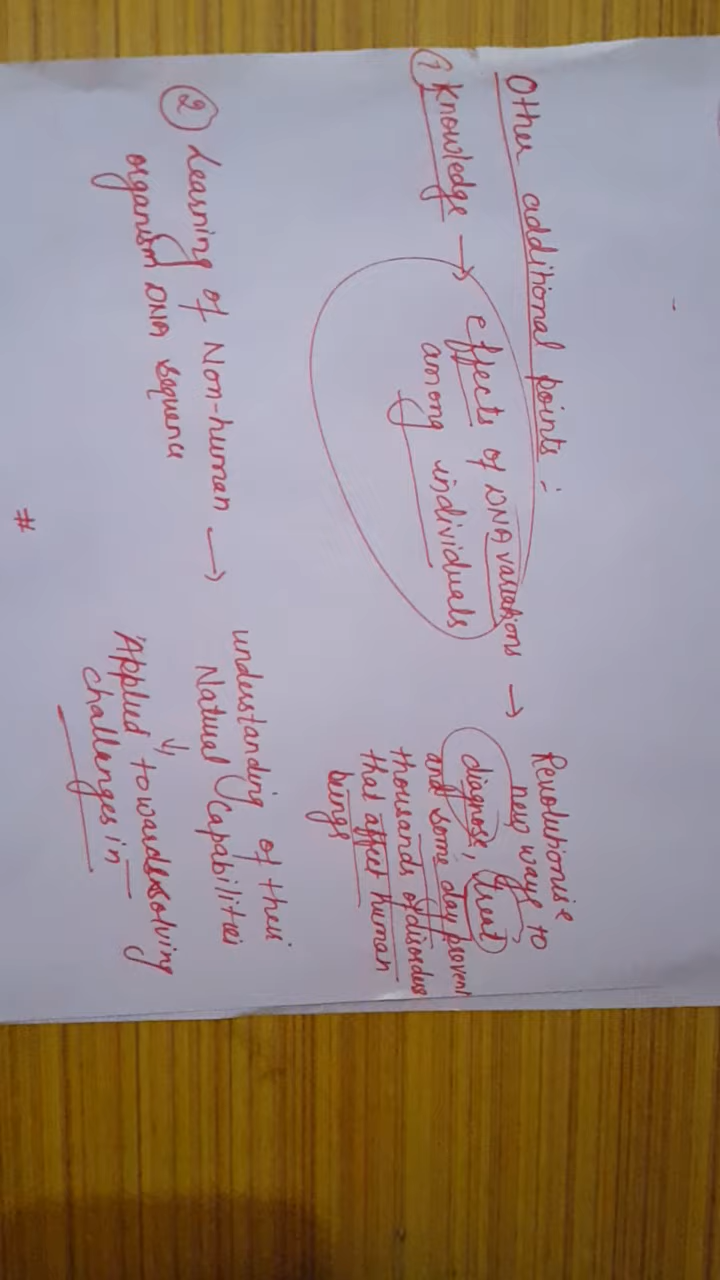 Other additional points :-
① Knowledge → effects of DNA variations →
among individuals
Revolutionise
new ways to
diagnose, treat
and some day prevent
thousands of disorders
that affect human
beings
② Learning of Non-human →
organism DNA sequence
understanding of their
Natural Capabilities
↓
Applied towards solving
challenges in
#